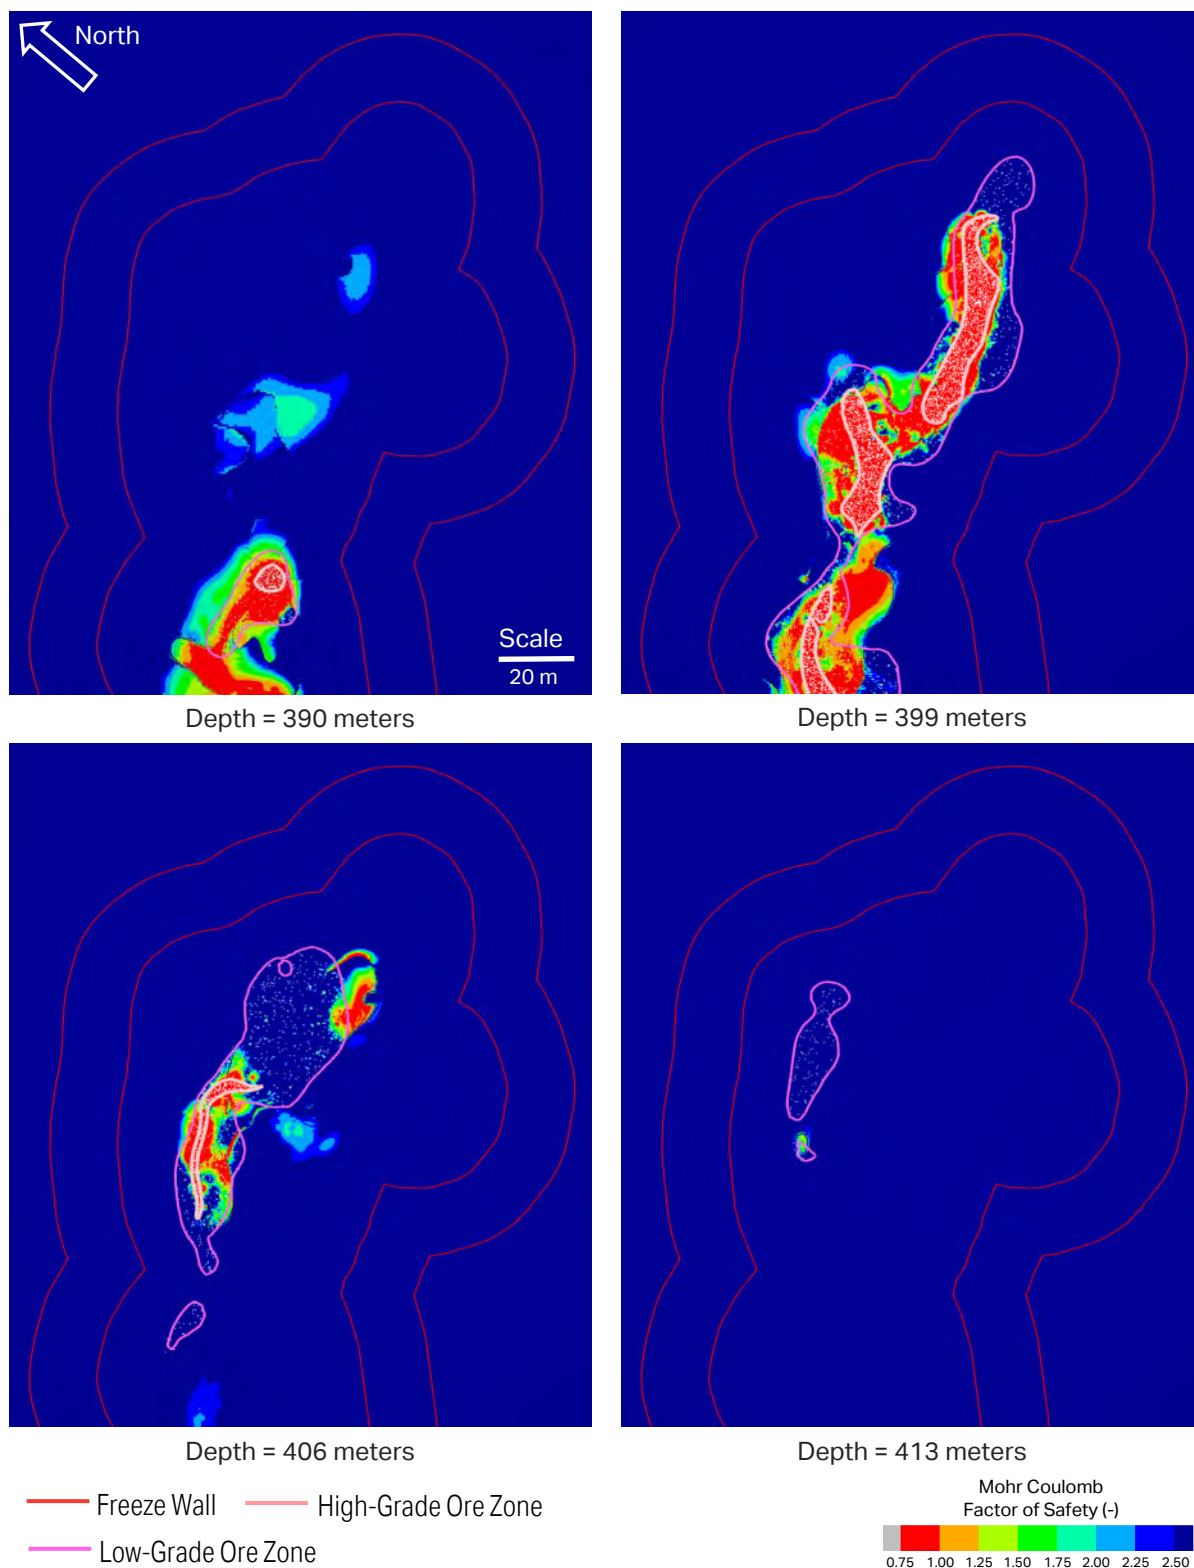 North
Scale
20 m
Depth = 390 meters
Depth = 399 meters
Depth = 406 meters
Depth = 413 meters
Freeze Wall
High-Grade Ore Zone
Low-Grade Ore Zone
Mohr Coulomb
Factor of Safety (-)
0.75 1.00 1.25 1.50 1.75 2.00 2.25 2.50